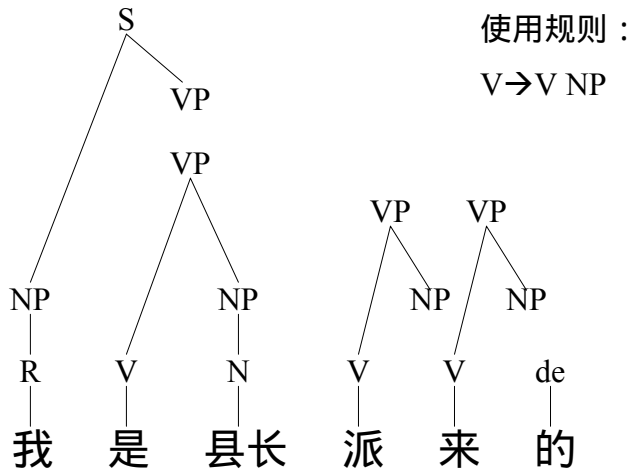 S
使用规则：
VP
V→V NP
VP
VP VP
NP NP NP NP
R V N V V de
我 是 县长 派 来 的